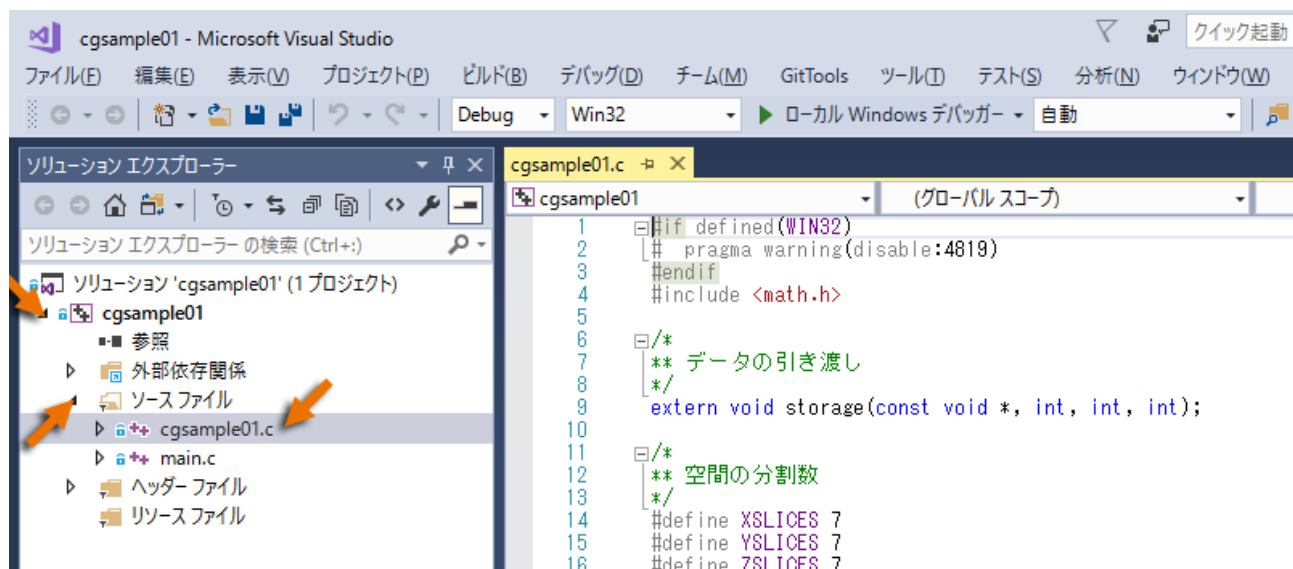 cgsample01 - Microsoft Visual Studio
クイック起動
ファイル(F) 編集(E) 表示(V) プロジェクト(P) ビルド(B) デバッグ(D) チーム(M) GitTools ツール(T) テスト(S) 分析(N) ウィンドウ(W)
Debug Win32 ローカル Windows デバッガー 自動
ソリューション エクスプローラー
ソリューション エクスプローラー の検索 (Ctrl+:)
ソリューション 'cgsample01' (1 プロジェクト)
cgsample01
参照
外部依存関係
ソース ファイル
cgsample01.c
main.c
ヘッダー ファイル
リソース ファイル
cgsample01.c
cgsample01 (グローバル スコープ)
1 #if defined(WIN32)
2 # pragma warning(disable:4819)
3 #endif
4 #include <math.h>
5
6 /*
7 ** データの引き渡し
8 */
9 extern void storage(const void *, int, int, int);
10
11 /*
12 ** 空間の分割数
13 */
14 #define XSLICES 7
15 #define YSLICES 7
16 #define ZSLICES 7